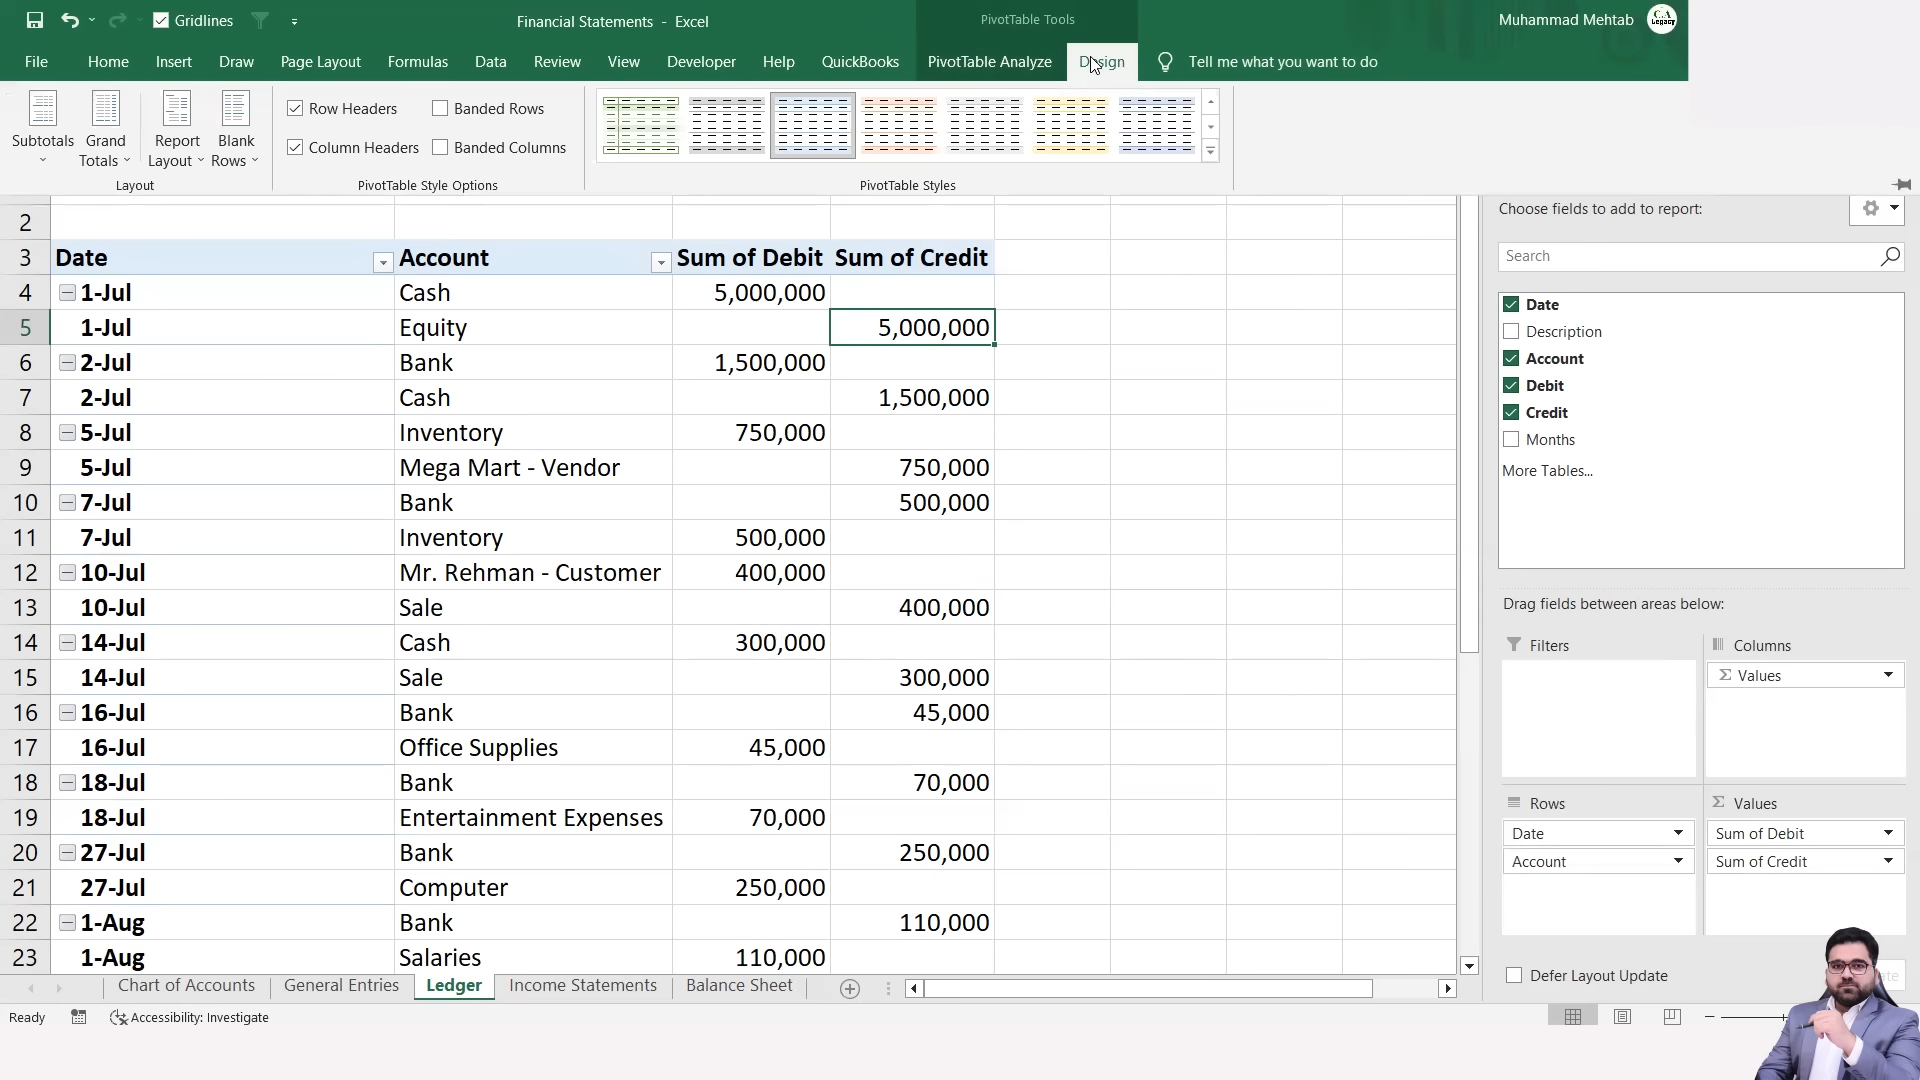 Gridlines
Financial Statements - Excel
PivotTable Tools
Muhammad Mehtab
C.A
Legacy
File Home Insert Draw Page Layout Formulas Data Review View Developer Help QuickBooks PivotTable Analyze Design Tell me what you want to do
Subtotals
Grand
Totals
Report
Layout
Blank
Rows
Layout
Row Headers
Banded Rows
Column Headers
Banded Columns
PivotTable Style Options
PivotTable Styles
2
3 Date Account Sum of Debit Sum of Credit
4 1-Jul Cash 5,000,000
5 1-Jul Equity 5,000,000
6 2-Jul Bank 1,500,000
7 2-Jul Cash 1,500,000
8 5-Jul Inventory 750,000
9 5-Jul Mega Mart - Vendor 750,000
10 7-Jul Bank 500,000
11 7-Jul Inventory 500,000
12 10-Jul Mr. Rehman - Customer 400,000
13 10-Jul Sale 400,000
14 14-Jul Cash 300,000
15 14-Jul Sale 300,000
16 16-Jul Bank 45,000
17 16-Jul Office Supplies 45,000
18 18-Jul Bank 70,000
19 18-Jul Entertainment Expenses 70,000
20 27-Jul Bank 250,000
21 27-Jul Computer 250,000
22 1-Aug Bank 110,000
23 1-Aug Salaries 110,000
Choose fields to add to report:
Search
Date
Description
Account
Debit
Credit
Months
More Tables...
Drag fields between areas below:
Filters
Columns
Σ Values
Rows
Σ Values
Date
Sum of Debit
Account
Sum of Credit
Defer Layout Update
Chart of Accounts General Entries Ledger Income Statements Balance Sheet
Ready
Accessibility: Investigate